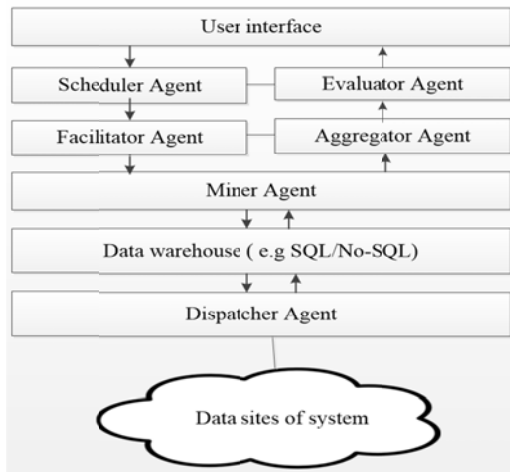 User interface
Scheduler Agent
Evaluator Agent
Facilitator Agent
Aggregator Agent
Miner Agent
Data warehouse ( e.g SQL/No-SQL)
Dispatcher Agent
Data sites of system